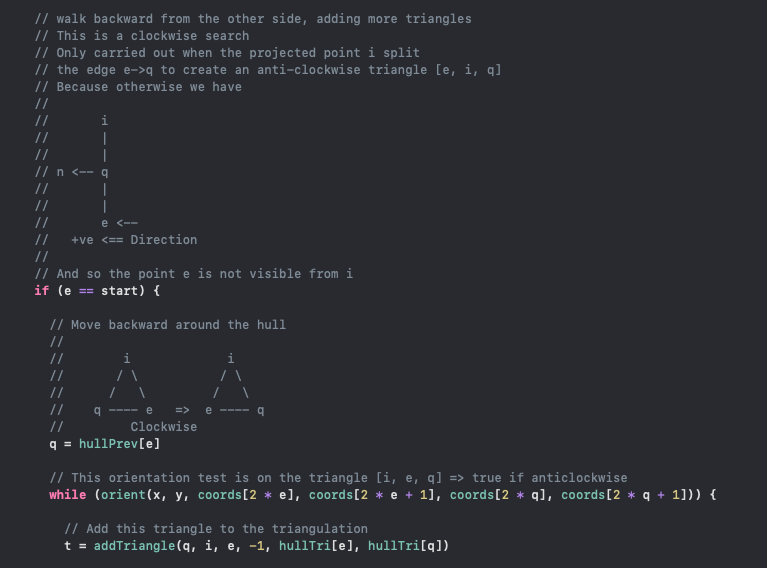 // walk backward from the other side, adding more triangles
// This is a clockwise search
// Only carried out when the projected point i split
// the edge e->q to create an anti-clockwise triangle [e, i, q]
// Because otherwise we have
//
//       i
//       |
//       |
// n <-- q
//       |
//       |
//       e <--
//   +ve <== Direction
//
// And so the point e is not visible from i
if (e == start) {
  // Move backward around the hull
  //
  //        i             i
  //       / \           / \
  //      /   \         /   \
  //    q ---- e   =>  e ---- q
  //         Clockwise
  q = hullPrev[e]
  // This orientation test is on the triangle [i, e, q] => true if anticlockwise
  while (orient(x, y, coords[2 * e], coords[2 * e + 1], coords[2 * q], coords[2 * q + 1])) {
    // Add this triangle to the triangulation
    t = addTriangle(q, i, e, -1, hullTri[e], hullTri[q])